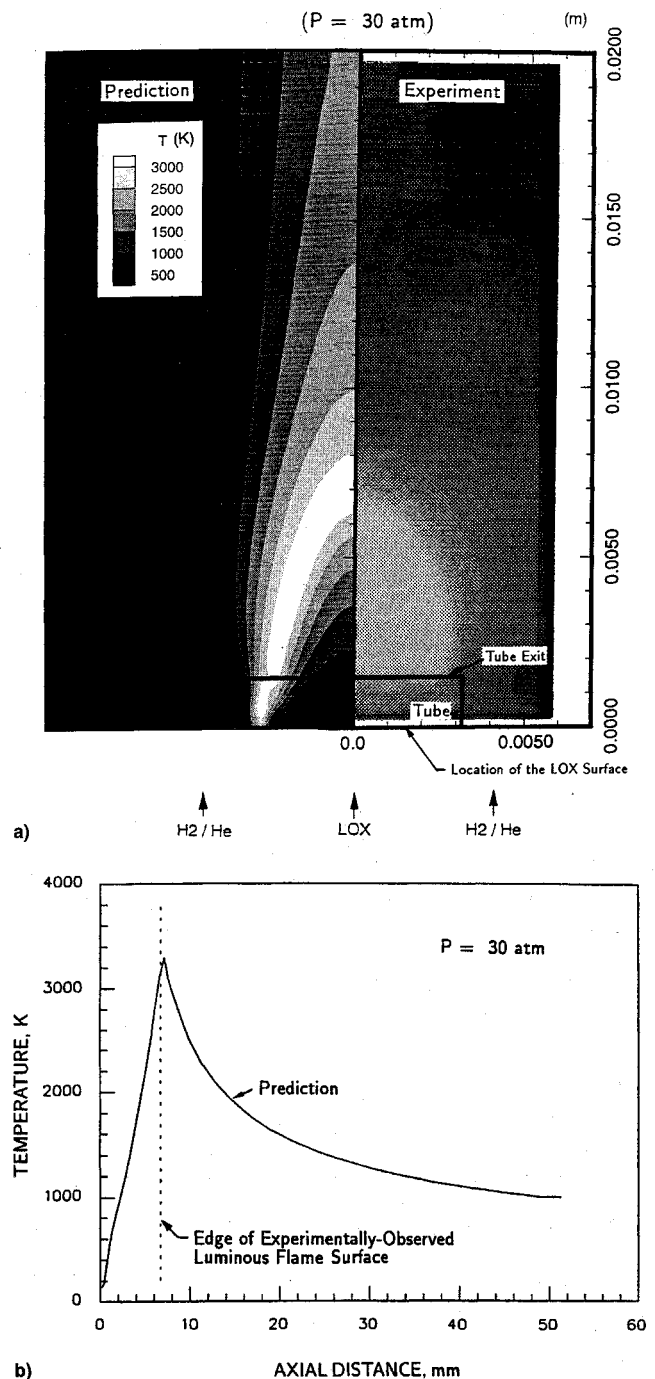 (P = 30 atm)
(m)
Prediction
Experiment
T (K)
3000
2500
2000
1500
1000
500
0.0200
0.0150
0.0100
0.0050
0.0000
Tube Exit
Tube
0.0
0.0050
Location of the LOX Surface
a)
H2 / He
LOX
H2 / He
4000
3000
2000
1000
0
TEMPERATURE, K
P = 30 atm
Prediction
Edge of Experimentally-Observed
Luminous Flame Surface
0
10
20
30
40
50
60
b)
AXIAL DISTANCE, mm